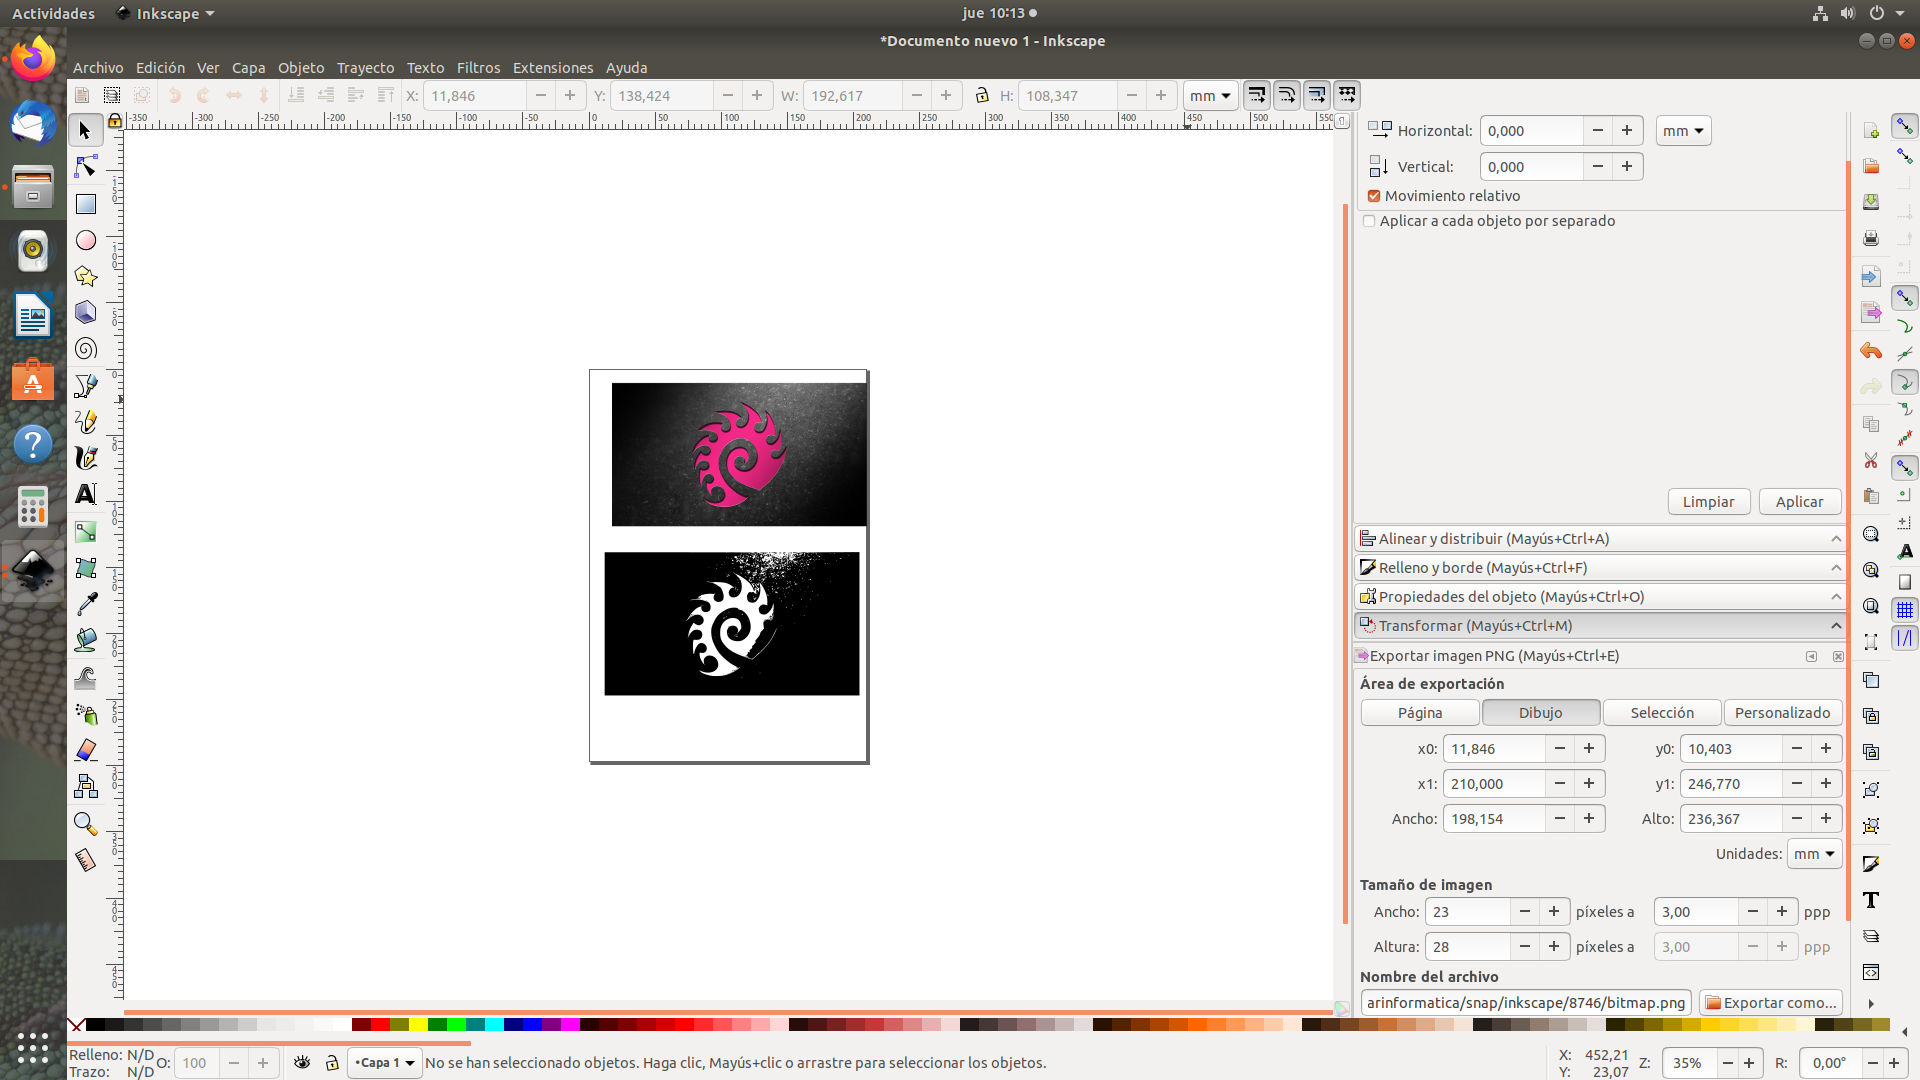 Actividades
Inkscape
jue 10:13
*Documento nuevo 1 - Inkscape
Archivo Edición Ver Capa Objeto Trayecto Texto Filtros Extensiones Ayuda
X: 11,846 Y: 138,424 W: 192,617 H: 108,347 mm
-350 -300 -250 -200 -150 -100 -50 0 50 100 150 200 250 300 350 400 450 500 550
Horizontal: 0,000 mm
Vertical: 0,000
Movimiento relativo
Aplicar a cada objeto por separado
Limpiar Aplicar
Alinear y distribuir (Mayús+Ctrl+A)
Relleno y borde (Mayús+Ctrl+F)
Propiedades del objeto (Mayús+Ctrl+O)
Transformar (Mayús+Ctrl+M)
Exportar imagen PNG (Mayús+Ctrl+E)
Área de exportación
Página Dibujo Selección Personalizado
x0: 11,846 y0: 10,403
x1: 210,000 y1: 246,770
Ancho: 198,154 Alto: 236,367
Unidades: mm
Tamaño de imagen
Ancho: 23 píxeles a 3,00 ppp
Altura: 28 píxeles a 3,00 ppp
Nombre del archivo
arinformatica/snap/inkscape/8746/bitmap.png Exportar como...
Relleno: N/D
Trazo: N/D
O: 100
•Capa 1
No se han seleccionado objetos. Haga clic, Mayús+clic o arrastre para seleccionar los objetos.
X: 452,21
Y: 23,07
Z: 35%
R: 0,00°